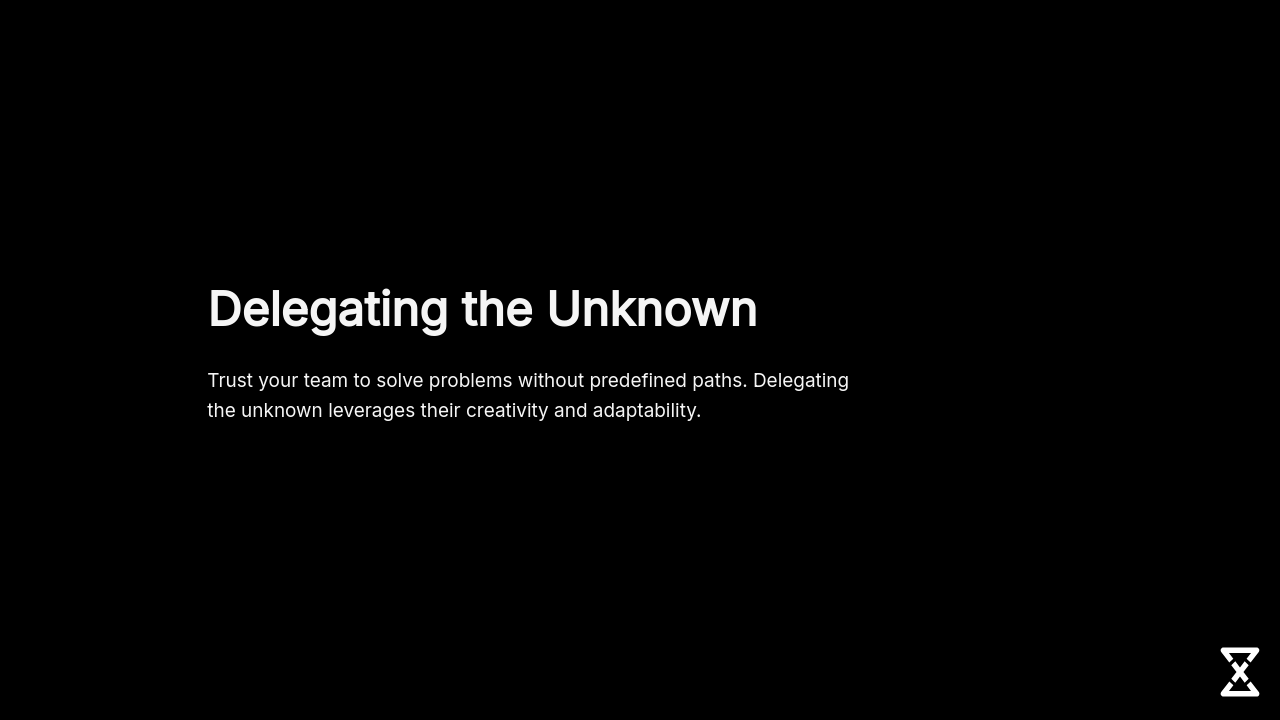 Delegating the Unknown
Trust your team to solve problems without predefined paths. Delegating
the unknown leverages their creativity and adaptability.